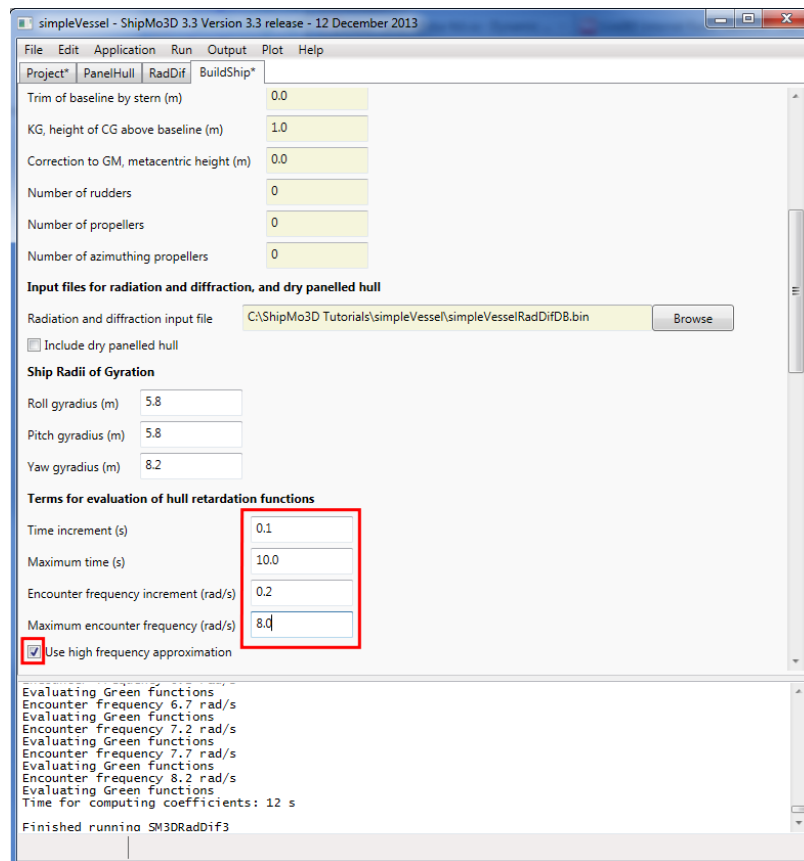 simpleVessel - ShipMo3D 3.3 Version 3.3 release - 12 December 2013
File Edit Application Run Output Plot Help
Project* PanelHull RadDif BuildShip*
Trim of baseline by stern (m) 0.0
KG, height of CG above baseline (m) 1.0
Correction to GM, metacentric height (m) 0.0
Number of rudders 0
Number of propellers 0
Number of azimuthing propellers 0
Input files for radiation and diffraction, and dry panelled hull
Radiation and diffraction input file C:\ShipMo3D Tutorials\simpleVessel\simpleVesselRadDifDB.bin Browse
Include dry panelled hull
Ship Radii of Gyration
Roll gyradius (m) 5.8
Pitch gyradius (m) 5.8
Yaw gyradius (m) 8.2
Terms for evaluation of hull retardation functions
Time increment (s) 0.1
Maximum time (s) 10.0
Encounter frequency increment (rad/s) 0.2
Maximum encounter frequency (rad/s) 8.0
Use high frequency approximation
Evaluating Green functions
Encounter frequency 6.7 rad/s
Evaluating Green functions
Encounter frequency 7.2 rad/s
Evaluating Green functions
Encounter frequency 7.7 rad/s
Evaluating Green functions
Encounter frequency 8.2 rad/s
Evaluating Green functions
Time for computing coefficients: 12 s
Finished running SM3DRadDif3